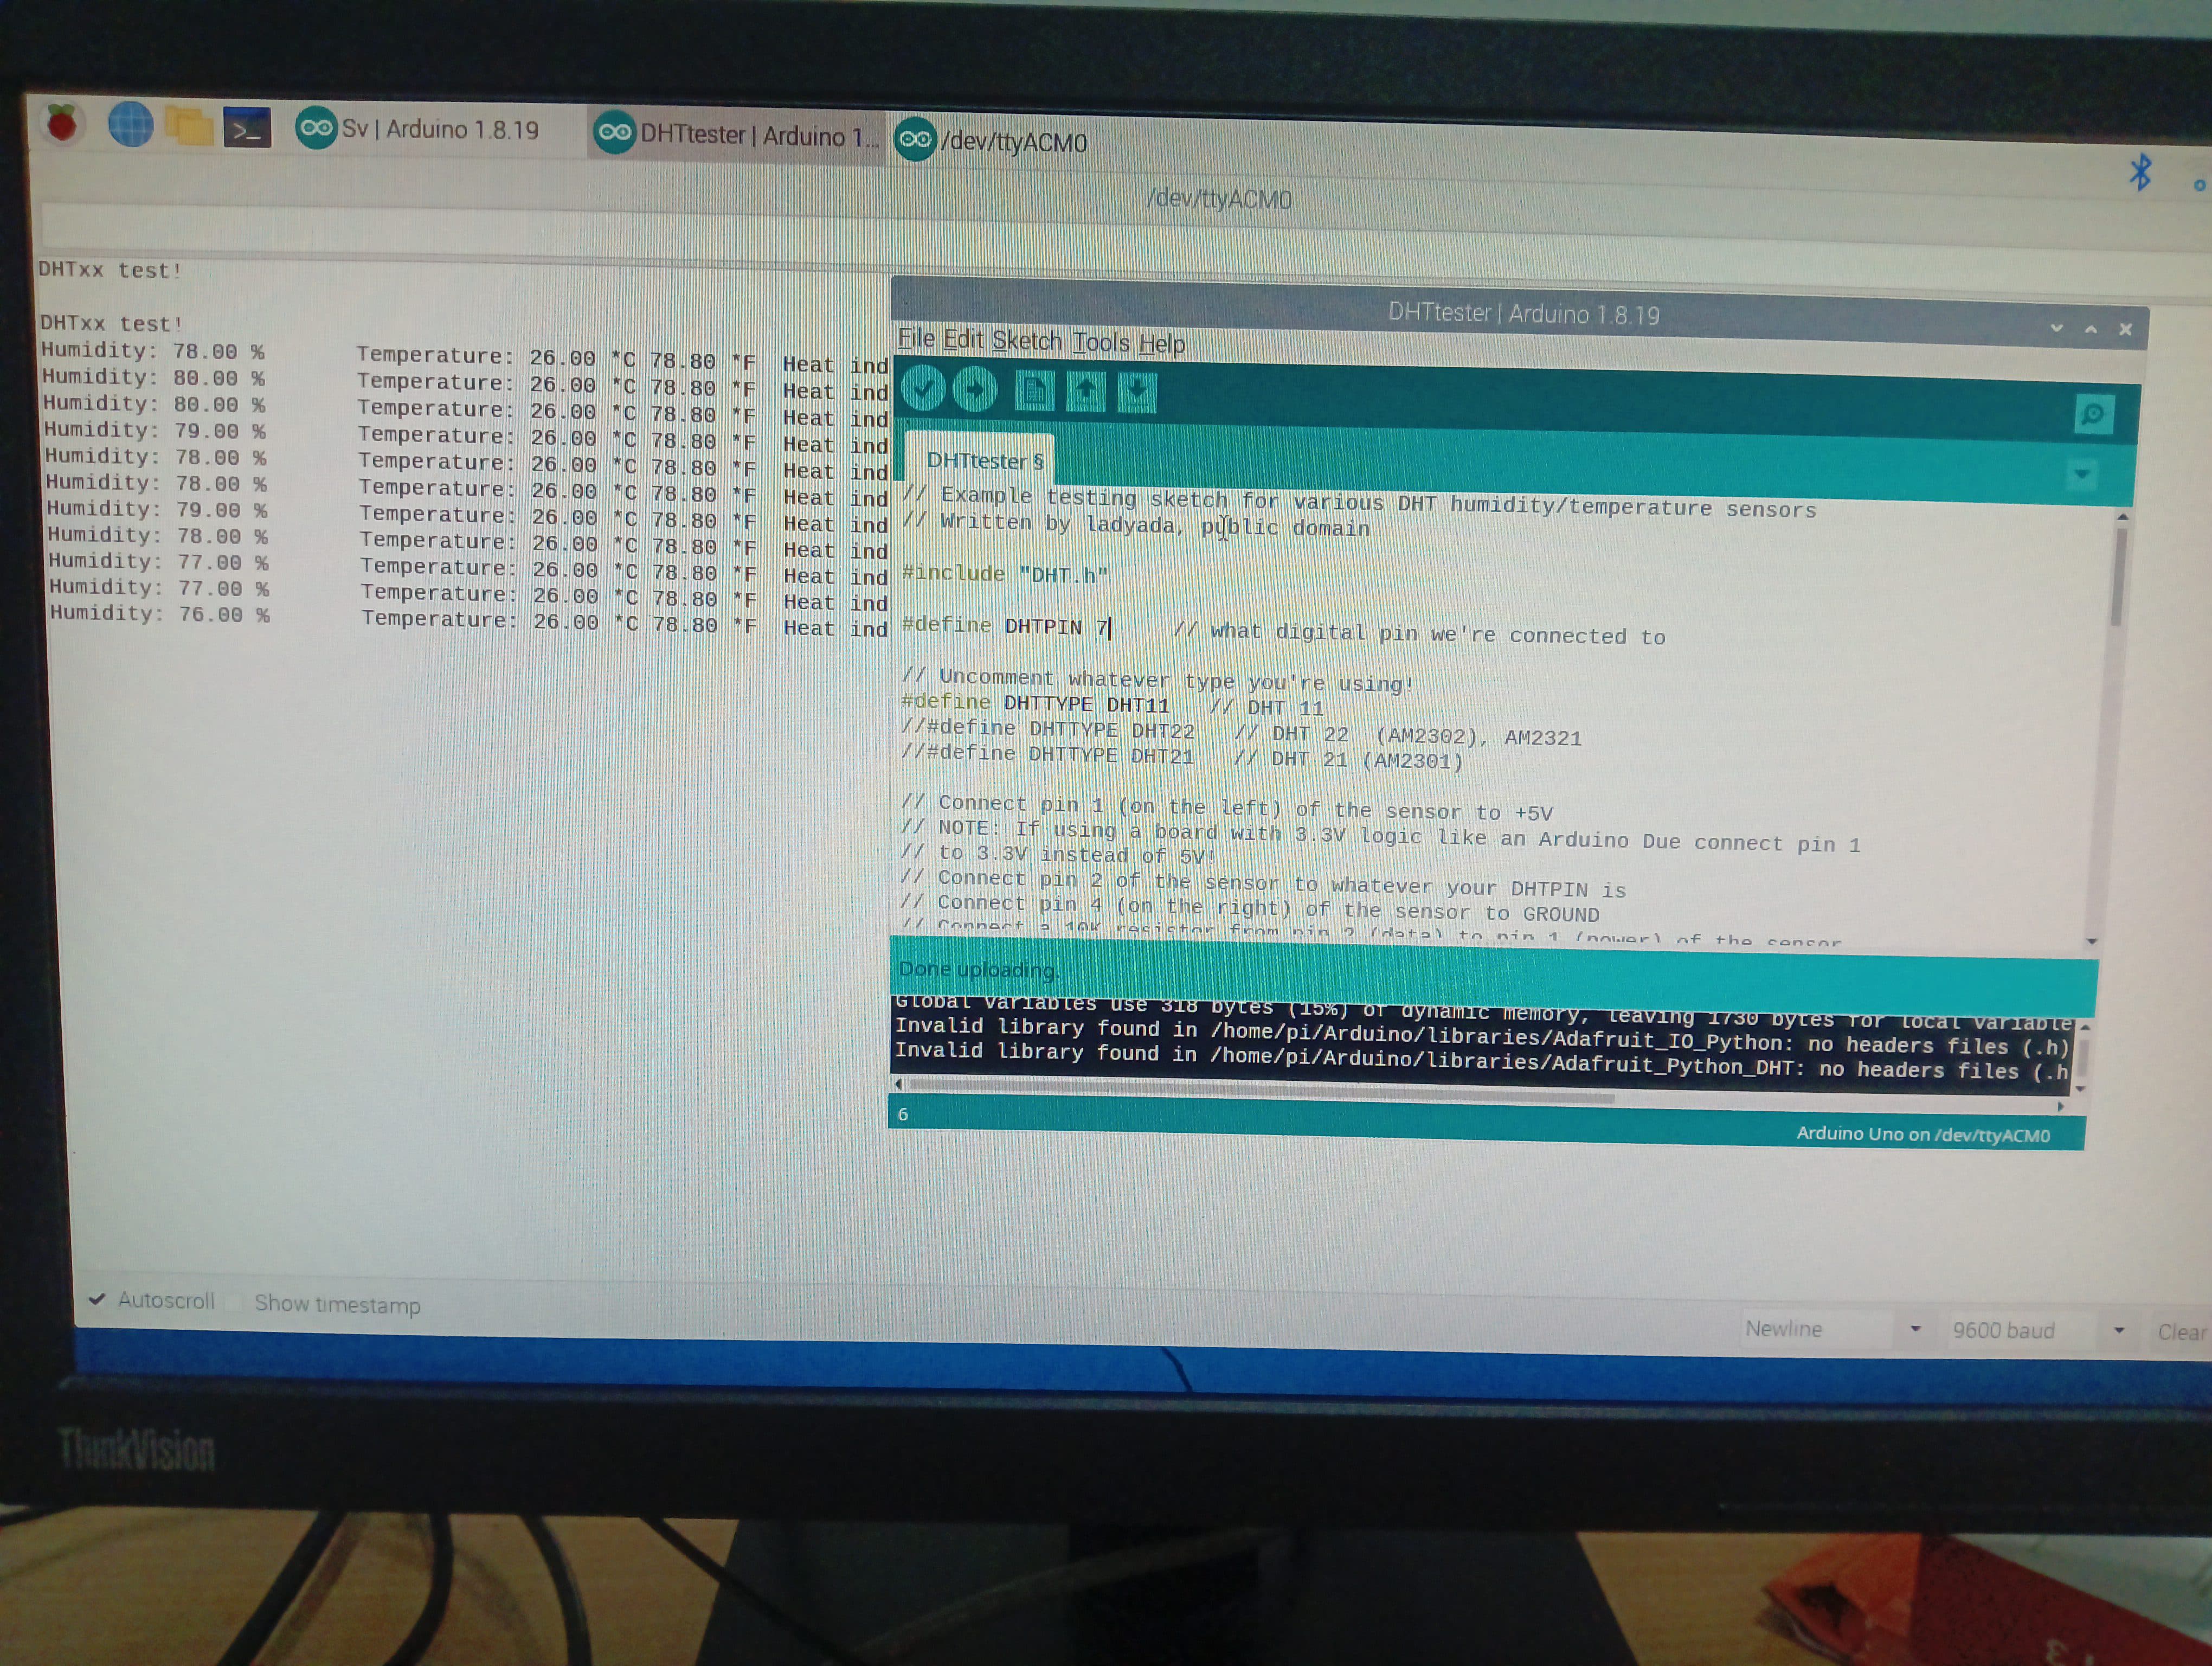 Sv | Arduino 1.8.19
DHTtester | Arduino 1...
/dev/ttyACM0
/dev/ttyACM0
DHTxx test!
DHTxx test!
Humidity: 78.00 % Temperature: 26.00 *C 78.80 *F Heat ind
Humidity: 80.00 % Temperature: 26.00 *C 78.80 *F Heat ind
Humidity: 80.00 % Temperature: 26.00 *C 78.80 *F Heat ind
Humidity: 79.00 % Temperature: 26.00 *C 78.80 *F Heat ind
Humidity: 78.00 % Temperature: 26.00 *C 78.80 *F Heat ind
Humidity: 78.00 % Temperature: 26.00 *C 78.80 *F Heat ind
Humidity: 79.00 % Temperature: 26.00 *C 78.80 *F Heat ind
Humidity: 78.00 % Temperature: 26.00 *C 78.80 *F Heat ind
Humidity: 77.00 % Temperature: 26.00 *C 78.80 *F Heat ind
Humidity: 77.00 % Temperature: 26.00 *C 78.80 *F Heat ind
Humidity: 76.00 % Temperature: 26.00 *C 78.80 *F Heat ind
DHTtester | Arduino 1.8.19
File Edit Sketch Tools Help
DHTtester §
// Example testing sketch for various DHT humidity/temperature sensors
// Written by ladyada, public domain
#include "DHT.h"
#define DHTPIN 7 // what digital pin we're connected to
// Uncomment whatever type you're using!
#define DHTTYPE DHT11 // DHT 11
//#define DHTTYPE DHT22 // DHT 22 (AM2302), AM2321
//#define DHTTYPE DHT21 // DHT 21 (AM2301)
// Connect pin 1 (on the left) of the sensor to +5V
// NOTE: If using a board with 3.3V logic like an Arduino Due connect pin 1
// to 3.3V instead of 5V!
// Connect pin 2 of the sensor to whatever your DHTPIN is
// Connect pin 4 (on the right) of the sensor to GROUND
// Connect a 10K resistor from pin 2 (data) to pin 1 (power) of the sensor
Done uploading.
Global variables use 318 bytes (15%) of dynamic memory, leaving 1730 bytes for local variable
Invalid library found in /home/pi/Arduino/libraries/Adafruit_IO_Python: no headers files (.h)
Invalid library found in /home/pi/Arduino/libraries/Adafruit_Python_DHT: no headers files (.h
6
Arduino Uno on /dev/ttyACM0
Autoscroll Show timestamp
Newline 9600 baud Clear
ThinkVision